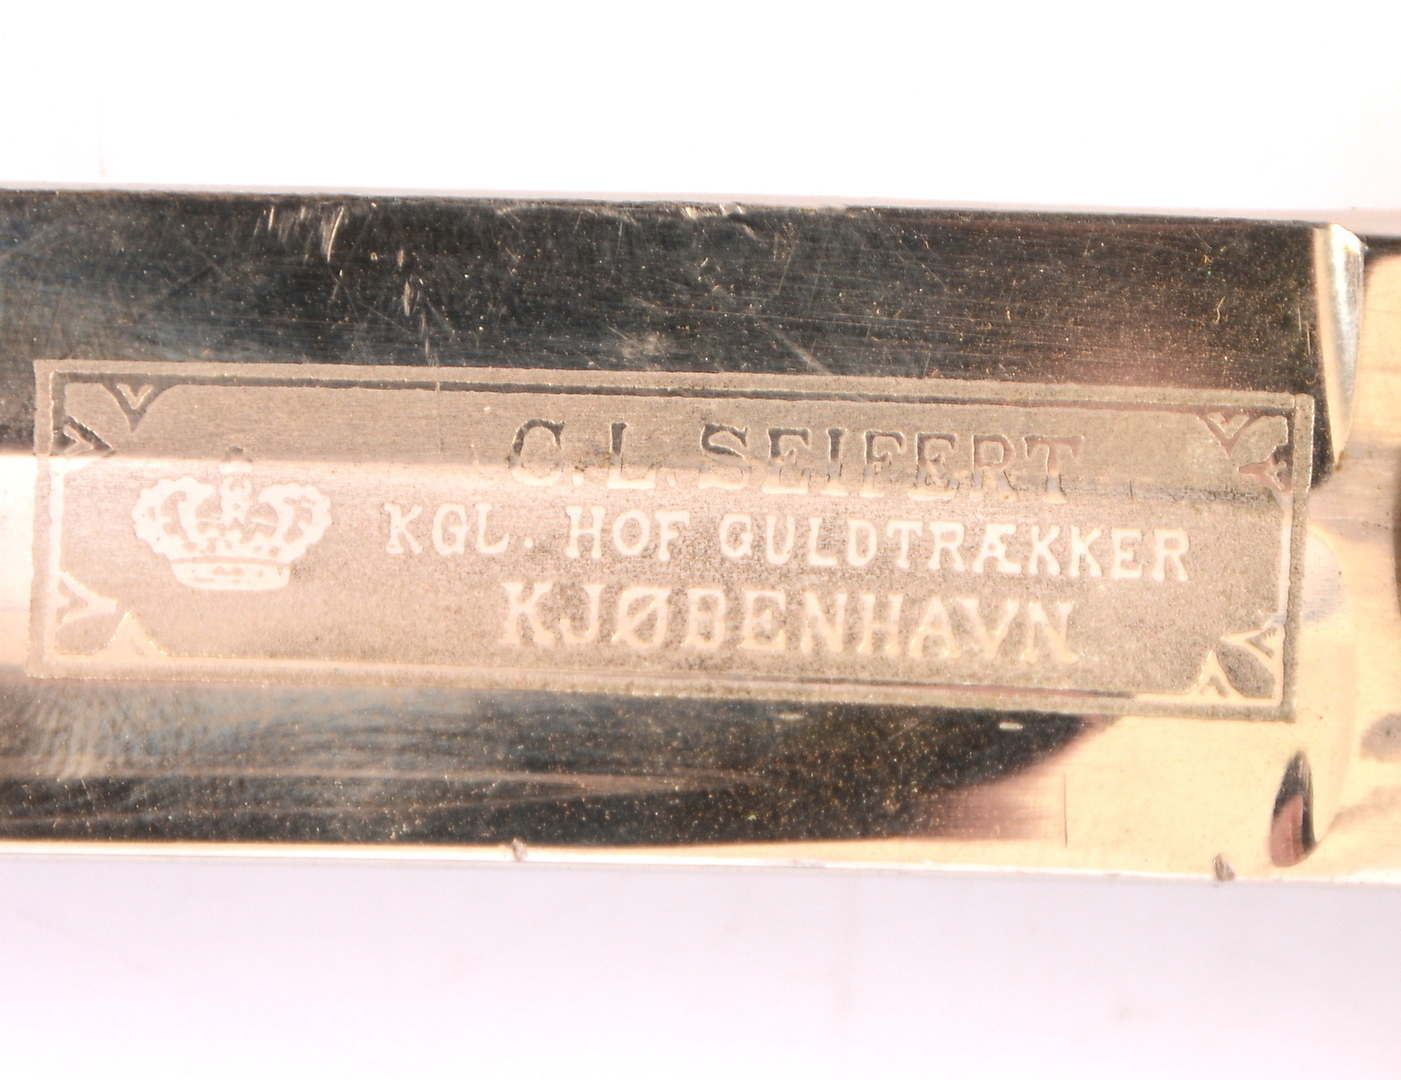 C. L. SEIFERT
KGL. HOF GULDTRÆKKER
KJØBENHAVN